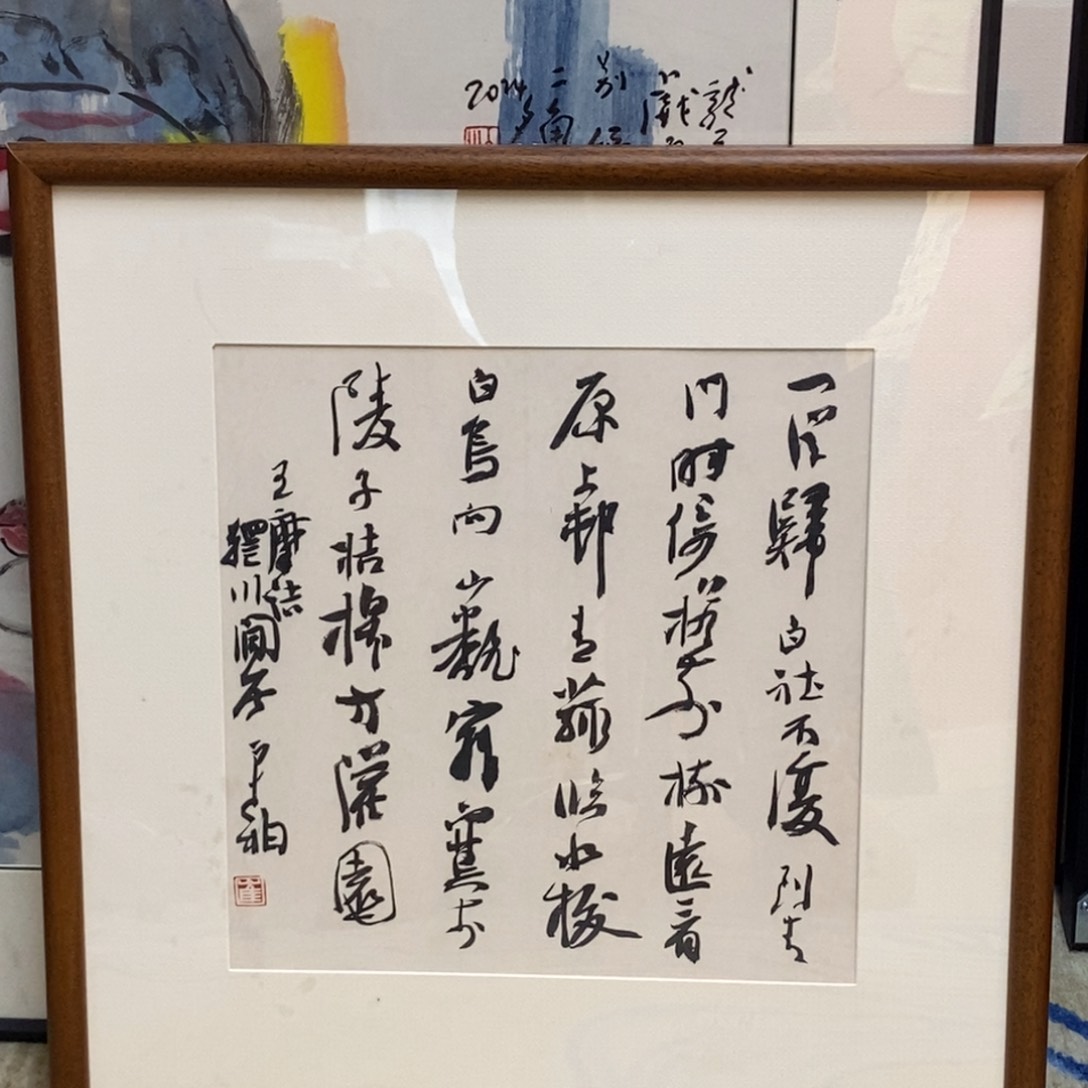 一從歸白社不復到青
門時倚檐前樹遠看
原上邨青菰臨水拔
白鳥向山翻寂寞於
陵子桔槔方灌園
王摩詰
輞川閒居
2024